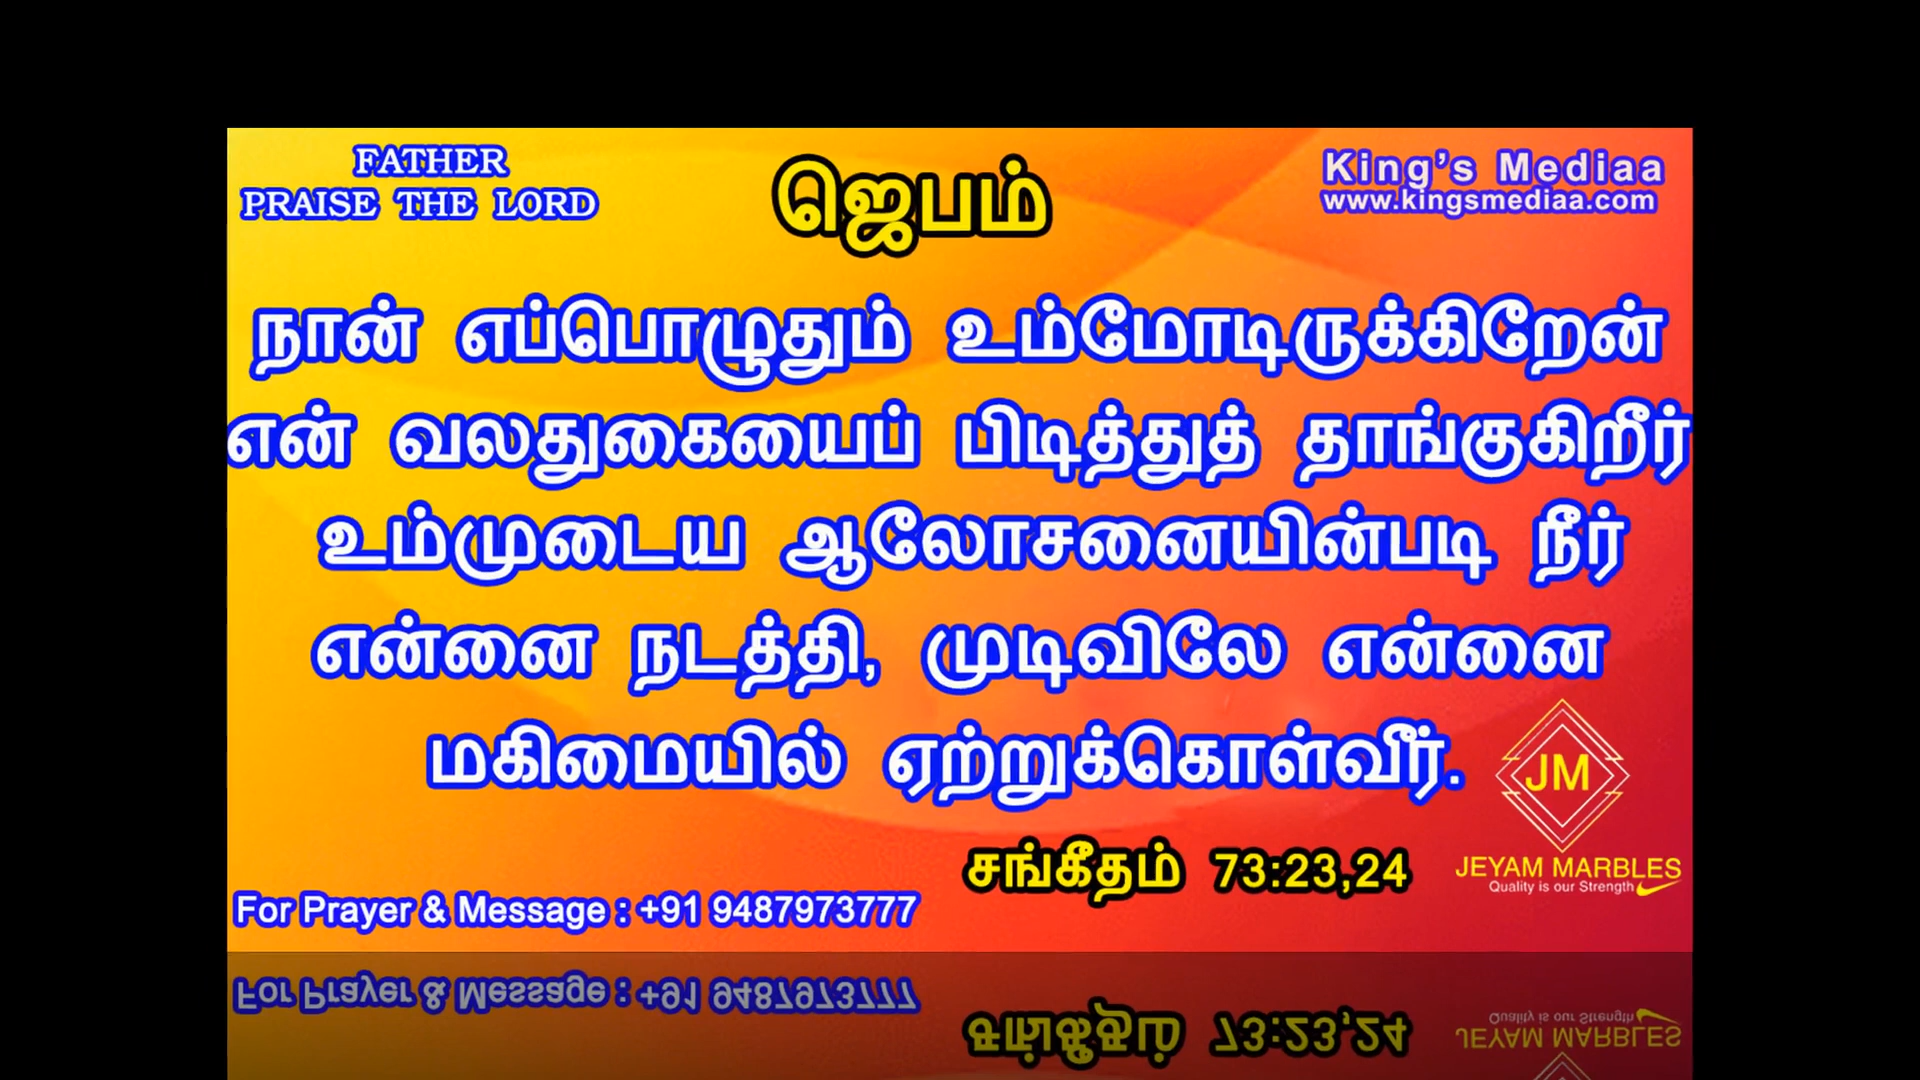 FATHER
PRAISE THE LORD
ஜெபம்
King's Mediaa
www.kingsmediaa.com
நான் எப்பொழுதும் உம்மோடிருக்கிறேன்
என் வலதுகையைப் பிடித்துத் தாங்குகிறீர்
உம்முடைய ஆலோசனையின்படி நீர்
என்னை நடத்தி, முடிவிலே என்னை
மகிமையில் ஏற்றுக்கொள்வீர்.
JM
JEYAM MARBLES
Quality is our Strength
சங்கீதம் 73:23,24
For Prayer & Message : +91 9487973777